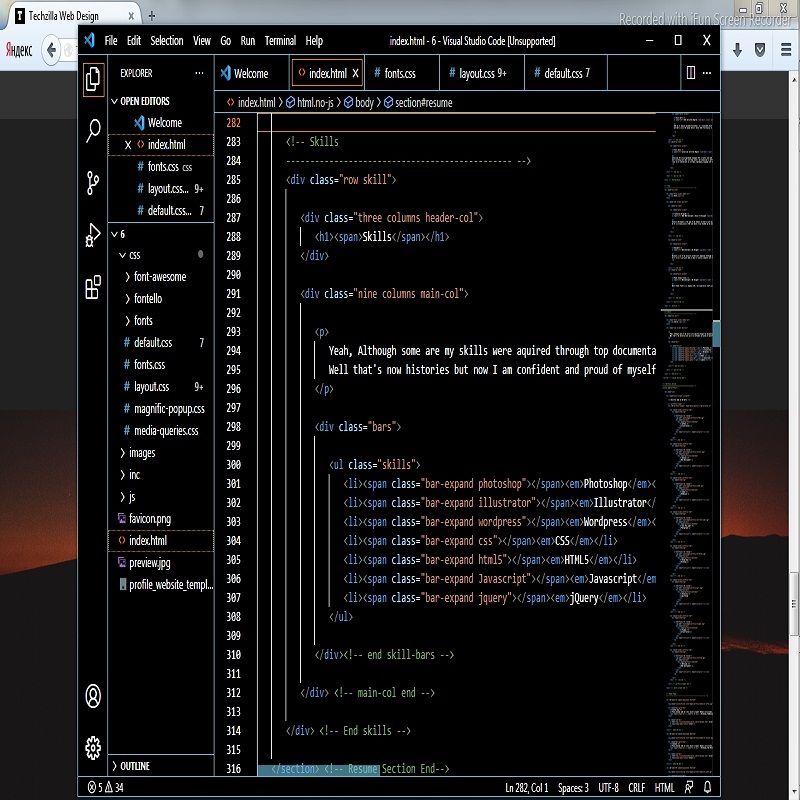 Techzilla Web Design
Recorded with iFun Screen Recorder
Яндекс
File Edit Selection View Go Run Terminal Help
index.html - 6 - Visual Studio Code [Unsupported]
EXPLORER
Welcome
index.html
fonts.css
layout.css 9+
default.css 7
OPEN EDITORS
Welcome
index.html
fonts.css css
layout.css... 9+
default.css... 7
6
css
font-awesome
fontello
fonts
default.css 7
fonts.css
layout.css 9+
magnific-popup.css
media-queries.css
images
inc
js
favicon.png
index.html
preview.jpg
profile_website_templ...
OUTLINE
index.html > html.no-js > body > section#resume
282
283 <!-- Skills
284 ---------------------------------------------- -->
285 <div class="row skill">
286
287 <div class="three columns header-col">
288 <h1><span>Skills</span></h1>
289 </div>
290
291 <div class="nine columns main-col">
292
293 <p>
294 Yeah, Although some are my skills were aquired through top documenta
295 Well that's now histories but now I am confident and proud of myself
296 </p>
297
298 <div class="bars">
299
300 <ul class="skills">
301 <li><span class="bar-expand photoshop"></span><em>Photoshop</em><
302 <li><span class="bar-expand illustrator"></span><em>Illustrator</
303 <li><span class="bar-expand wordpress"></span><em>Wordpress</em><
304 <li><span class="bar-expand css"></span><em>CSS</em></li>
305 <li><span class="bar-expand html5"></span><em>HTML5</em></li>
306 <li><span class="bar-expand Javascript"></span><em>Javascript</em
307 <li><span class="bar-expand jquery"></span><em>jQuery</em></li>
308 </ul>
309
310 </div><!-- end skill-bars -->
311
312 </div> <!-- main-col end -->
313
314 </div> <!-- End skills -->
315
316 </section> <!-- Resume Section End-->
5 34
Ln 282, Col 1 Spaces: 3 UTF-8 CRLF HTML